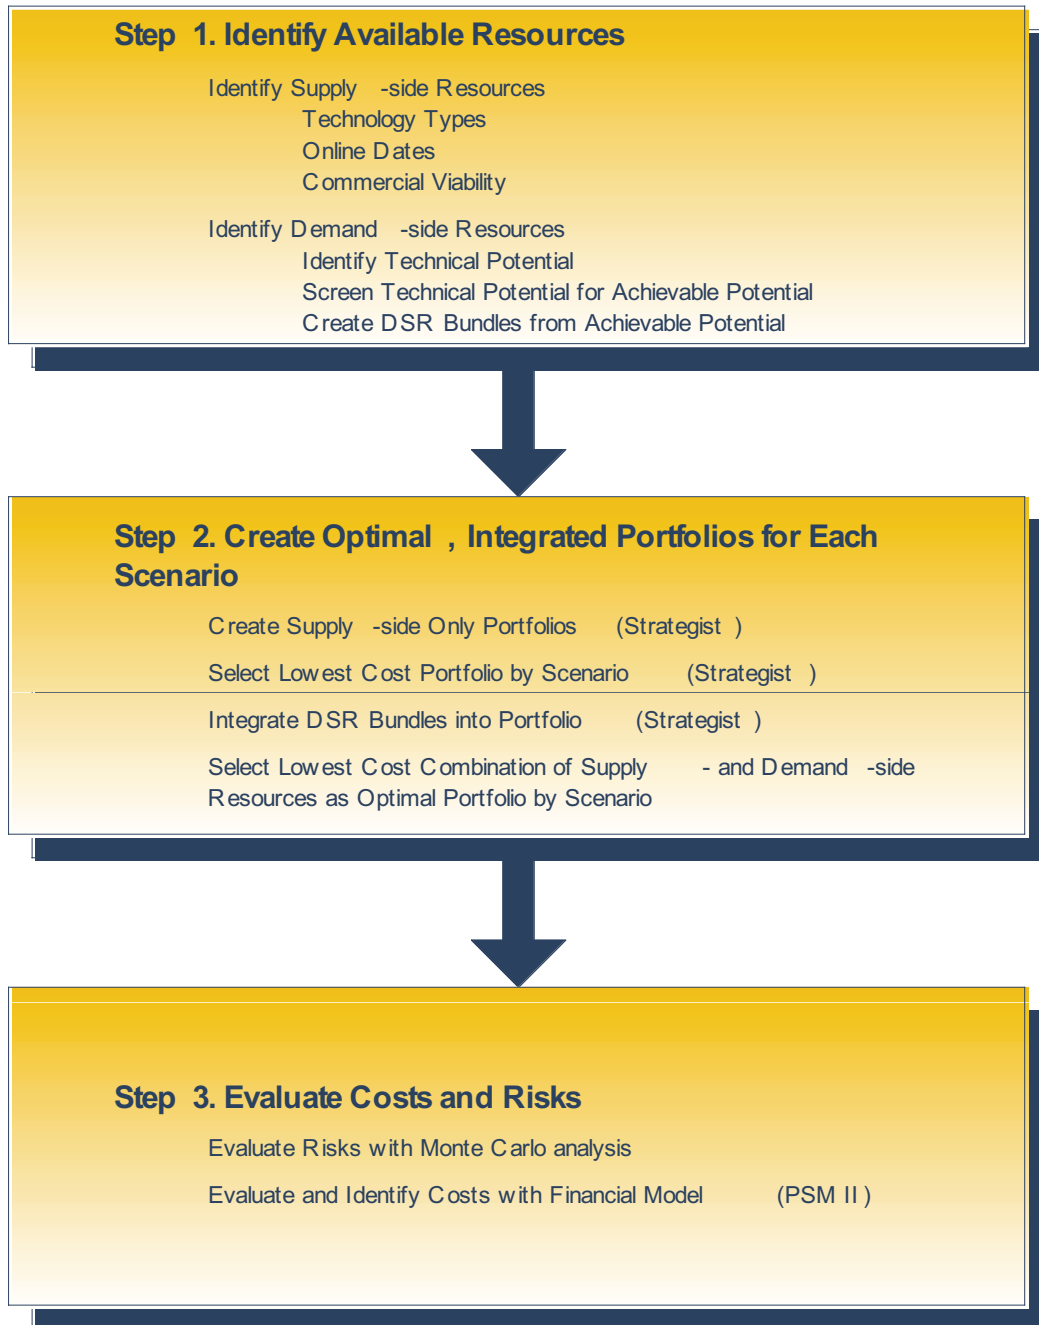 Step 1. Identify Available Resources
Identify Supply -side Resources
Technology Types
Online Dates
Commercial Viability
Identify Demand -side Resources
Identify Technical Potential
Screen Technical Potential for Achievable Potential
Create DSR Bundles from Achievable Potential
Step 2. Create Optimal , Integrated Portfolios for Each
Scenario
Create Supply -side Only Portfolios (Strategist )
Select Lowest Cost Portfolio by Scenario (Strategist )
Integrate DSR Bundles into Portfolio (Strategist )
Select Lowest Cost Combination of Supply - and Demand -side
Resources as Optimal Portfolio by Scenario
Step 3. Evaluate Costs and Risks
Evaluate Risks with Monte Carlo analysis
Evaluate and Identify Costs with Financial Model (PSM II )